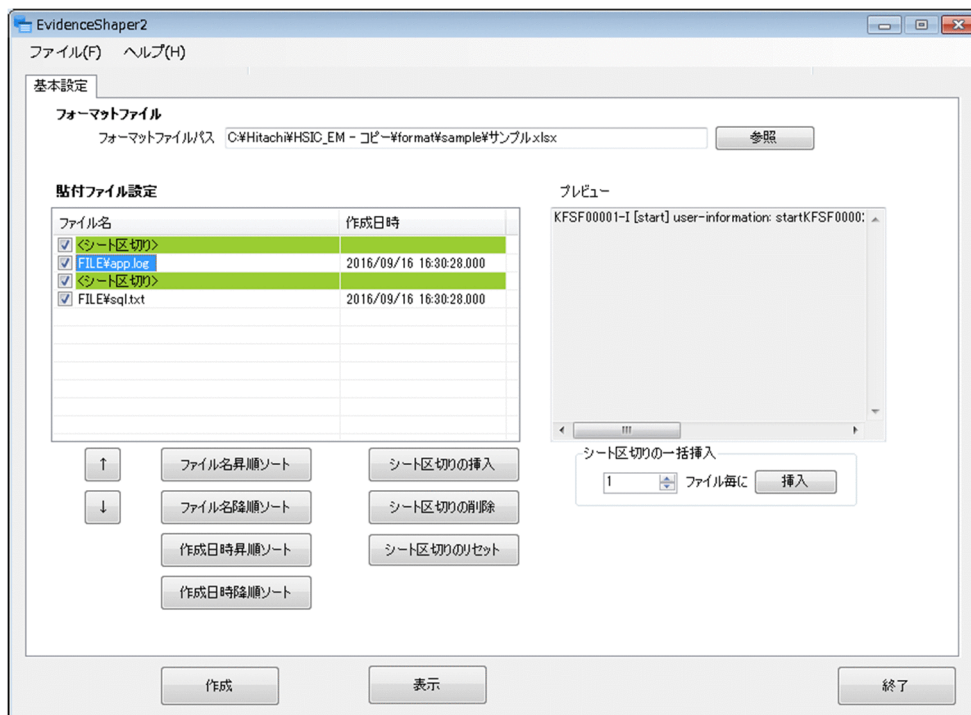 EvidenceShaper2
ファイル(F) ヘルプ(H)
基本設定
フォーマットファイル
フォーマットファイルパス C:¥Hitachi¥HSIC_EM - コピー¥format¥sample¥サンプル.xlsx 参照
貼付ファイル設定 プレビュー
ファイル名 作成日時
KFSF00001-I [start] user-information: startKFSF0000
<シート区切り>
FILE¥app.log 2016/09/16 16:30:28.000
<シート区切り>
FILE¥sql.txt 2016/09/16 16:30:28.000
↑ ファイル名昇順ソート シート区切りの挿入
シート区切りの一括挿入
1 ファイル毎に 挿入
↓ ファイル名降順ソート シート区切りの削除
作成日時昇順ソート シート区切りのリセット
作成日時降順ソート
作成 表示 終了